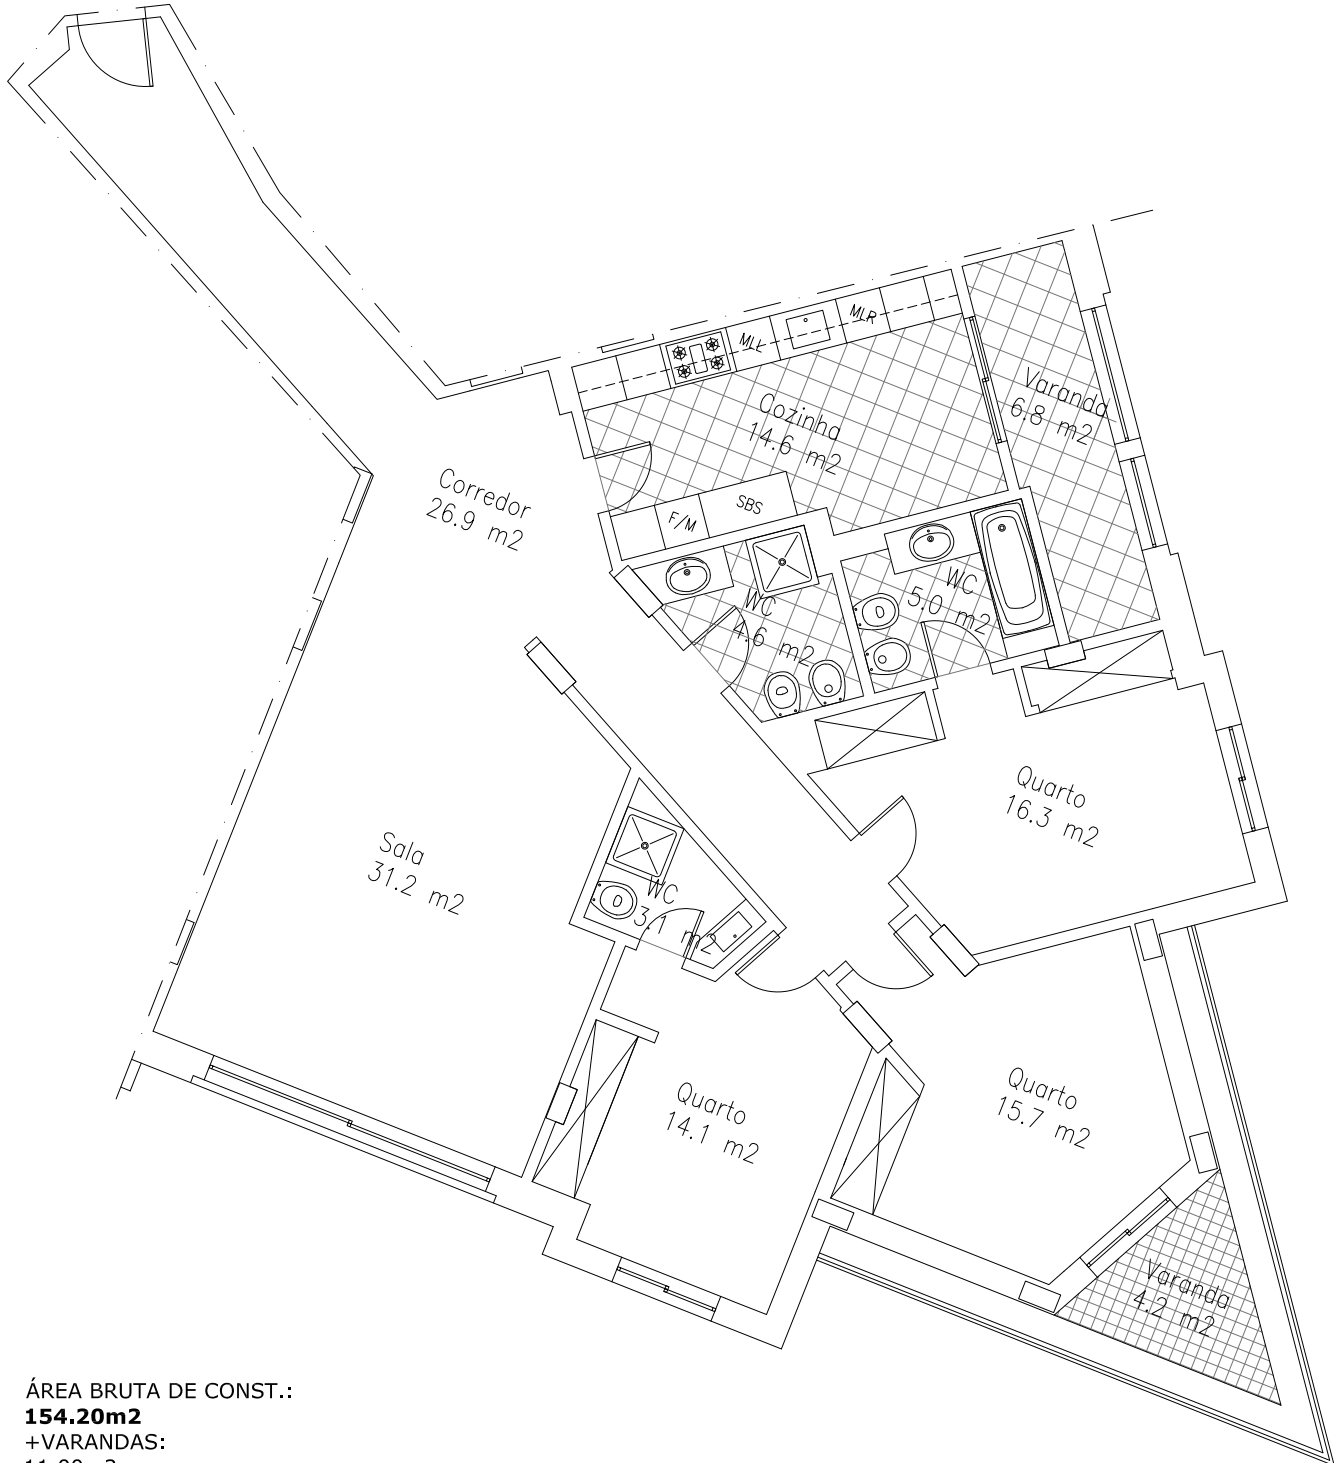 MLL
MLR
Cozinha
14.6 m2
Varanda
6.8 m2
Corredor
26.9 m2
F/M
SBS
WC
4.6 m2
WC
5.0 m2
Quarto
16.3 m2
Sala
31.2 m2
WC
3.1 m2
Quarto
14.1 m2
Quarto
15.7 m2
Varanda
4.2 m2
ÁREA BRUTA DE CONST.:
154.20m2
+VARANDAS: